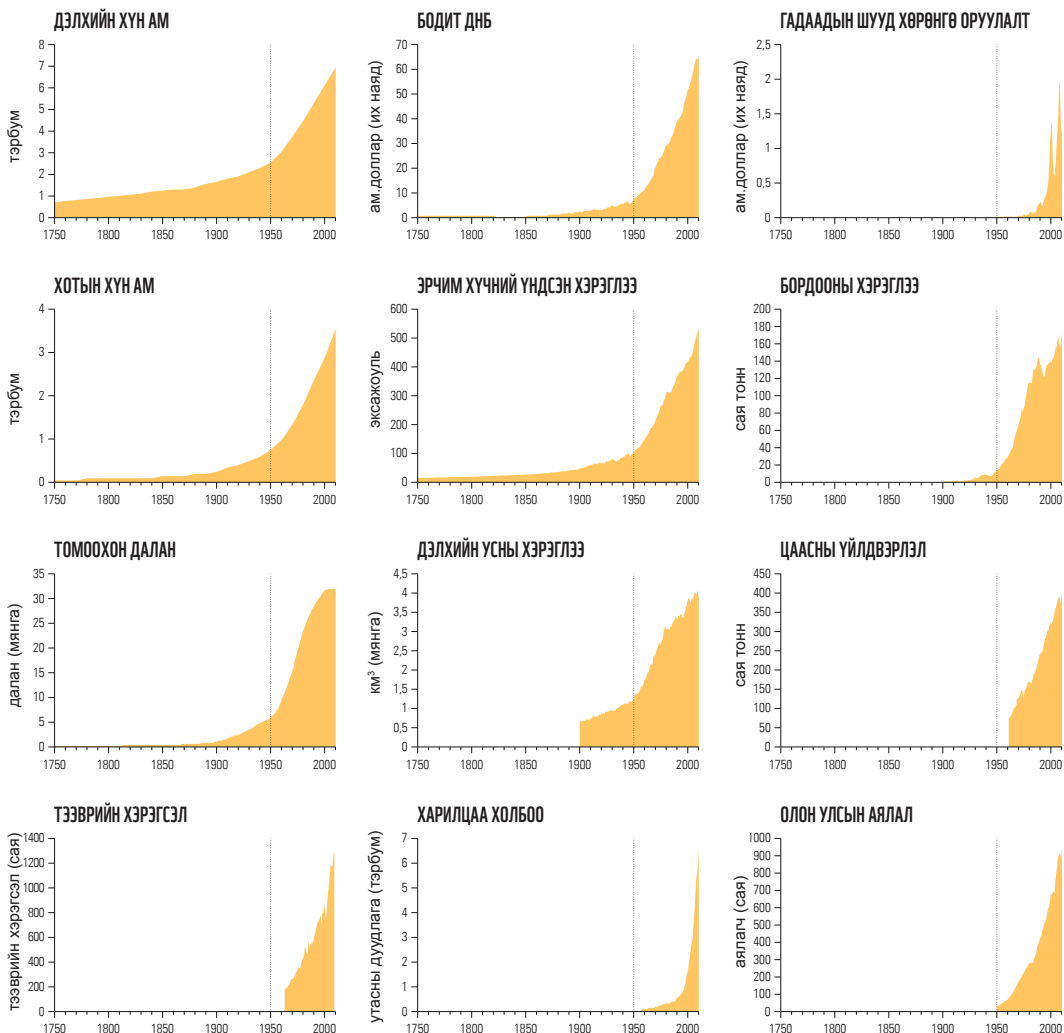 ДЭЛХИЙН ХҮН АМ
тэрбум
8
7
6
5
4
3
2
1
0
1750 1800 1850 1900 1950 2000
БОДИТ ДНБ
ам.доллар (их наяд)
70
60
50
40
30
20
10
0
1750 1800 1850 1900 1950 2000
ГАДААДЫН ШУУД ХӨРӨНГӨ ОРУУЛАЛТ
ам.доллар (их наяд)
2,5
2
1,5
1
0,5
0
1750 1800 1850 1900 1950 2000
ХОТЫН ХҮН АМ
тэрбум
4
3
2
1
0
1750 1800 1850 1900 1950 2000
ЭРЧИМ ХҮЧНИЙ ҮНДСЭН ХЭРЭГЛЭЭ
эксажоуль
600
500
400
300
200
100
0
1750 1800 1850 1900 1950 2000
БОРДООНЫ ХЭРЭГЛЭЭ
сая тонн
200
180
160
140
120
100
80
60
40
20
0
1750 1800 1850 1900 1950 2000
ТОМООХОН ДАЛАН
далан (мянга)
35
30
25
20
15
10
5
0
1750 1800 1850 1900 1950 2000
ДЭЛХИЙН УСНЫ ХЭРЭГЛЭЭ
км³ (мянга)
4,5
4
3,5
3
2,5
2
1,5
1
0,5
0
1750 1800 1850 1900 1950 2000
ЦААСНЫ ҮЙЛДВЭРЛЭЛ
сая тонн
450
400
350
300
250
200
150
100
50
0
1750 1800 1850 1900 1950 2000
ТЭЭВРИЙН ХЭРЭГСЭЛ
тээврийн хэрэгсэл (сая)
1400
1200
1000
800
600
400
200
0
1750 1800 1850 1900 1950 2000
ХАРИЛЦАА ХОЛБОО
утасны дуудлага (тэрбум)
7
6
5
4
3
2
1
0
1750 1800 1850 1900 1950 2000
ОЛОН УЛСЫН АЯЛАЛ
аялагч (сая)
1000
900
800
700
600
500
400
300
200
100
0
1750 1800 1850 1900 1950 2000